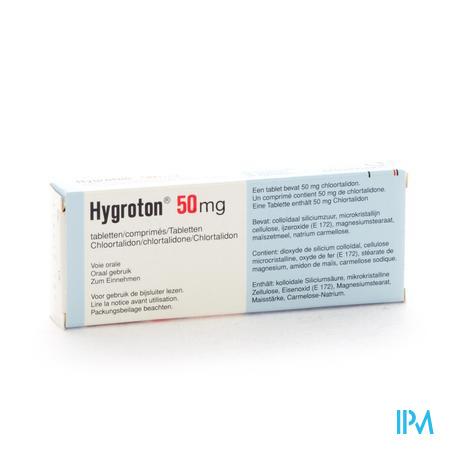 Hygroton® 50mg
Hygroton® 50mg
tabletten/comprimés/Tabletten
Chloortalidon/chlortalidone/Chlortalidon
Voie orale
Oraal gebruik
Zum Einnehmen
Voor gebruik de bijsluiter lezen.
Lire la notice avant utilisation.
Packungsbeilage beachten.
Een tablet bevat 50 mg chloortalidon.
Un comprimé contient 50 mg de chlortalidone.
Eine Tablette enthält 50 mg Chlortalidon
Bevat: colloïdaal siliciumzuur, microkristallijn
cellulose, ijzeroxide (E 172), magnesiumstearaat,
maïszetmeel, natrium carmellose.
Contient: dioxyde de silicium colloïdal, cellulose
microcristalline, oxyde de fer (E 172), stéarate de
magnesium, amidon de maïs, carmellose sodique.
Enthält: kolloidale Siliciumsäure, mikrokristalline
Zellulose, Eisenoxid (E 172), Magnesiumstearat,
Maisstärke, Carmelose-Natrium.
IPM